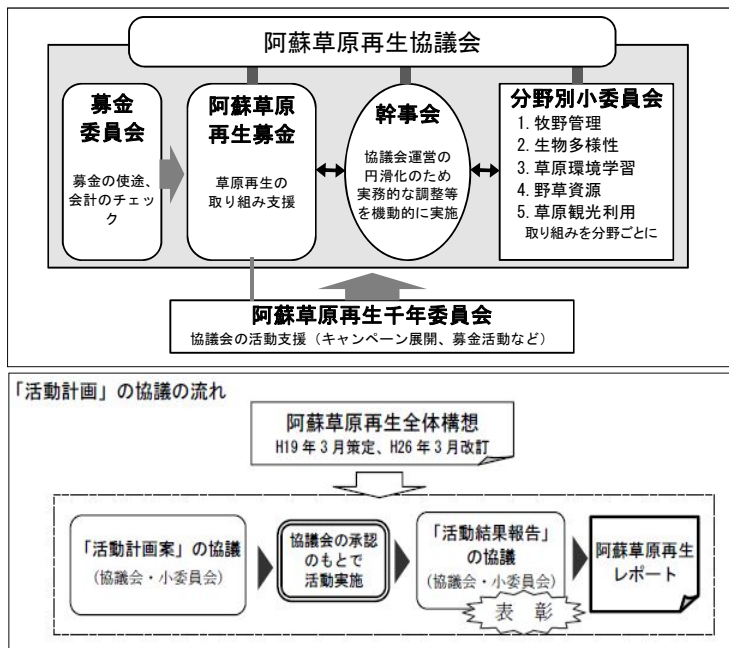 阿蘇草原再生協議会
募金
委員会
募金の使途、
会計のチェッ
ク
阿蘇草原
再生募金
草原再生の
取り組み支援
幹事会
協議会運営の
円滑化のため
実務的な調整等
を機動的に実施
分野別小委員会
1. 牧野管理
2. 生物多様性
3. 草原環境学習
4. 野草資源
5. 草原観光利用
取り組みを分野ごとに
阿蘇草原再生千年委員会
協議会の活動支援（キャンペーン展開、募金活動など）
「活動計画」の協議の流れ
阿蘇草原再生全体構想
H19年3月策定、H26年3月改訂
「活動計画案」の協議
（協議会・小委員会）
協議会の承認
のもとで
活動実施
「活動結果報告」
の協議
（協議会・小委員会）
表 彰
阿蘇草原再生
レポート